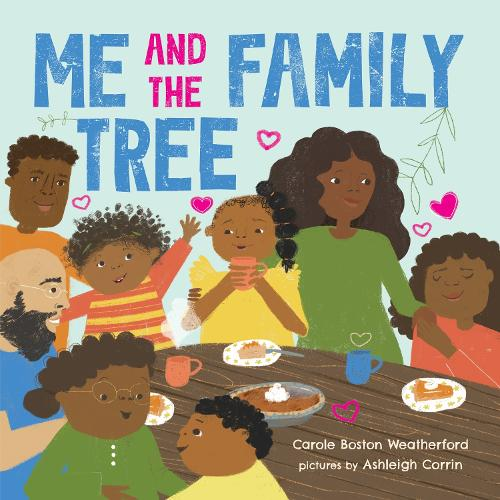 ME AND THE FAMILY
TREE
Carole Boston Weatherford
pictures by Ashleigh Corrin